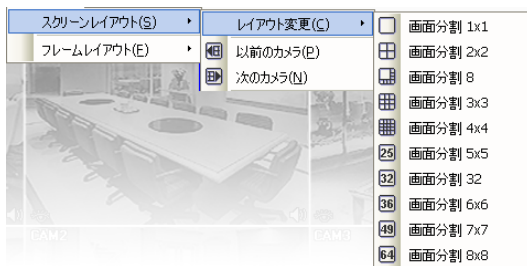 スクリーンレイアウト(S)
フレームレイアウト(F)
レイアウト変更(C)
以前のカメラ(P)
次のカメラ(N)
画面分割 1x1
画面分割 2x2
画面分割 8
画面分割 3x3
画面分割 4x4
25 画面分割 5x5
32 画面分割 32
36 画面分割 6x6
49 画面分割 7x7
64 画面分割 8x8
CAM2
CAM3